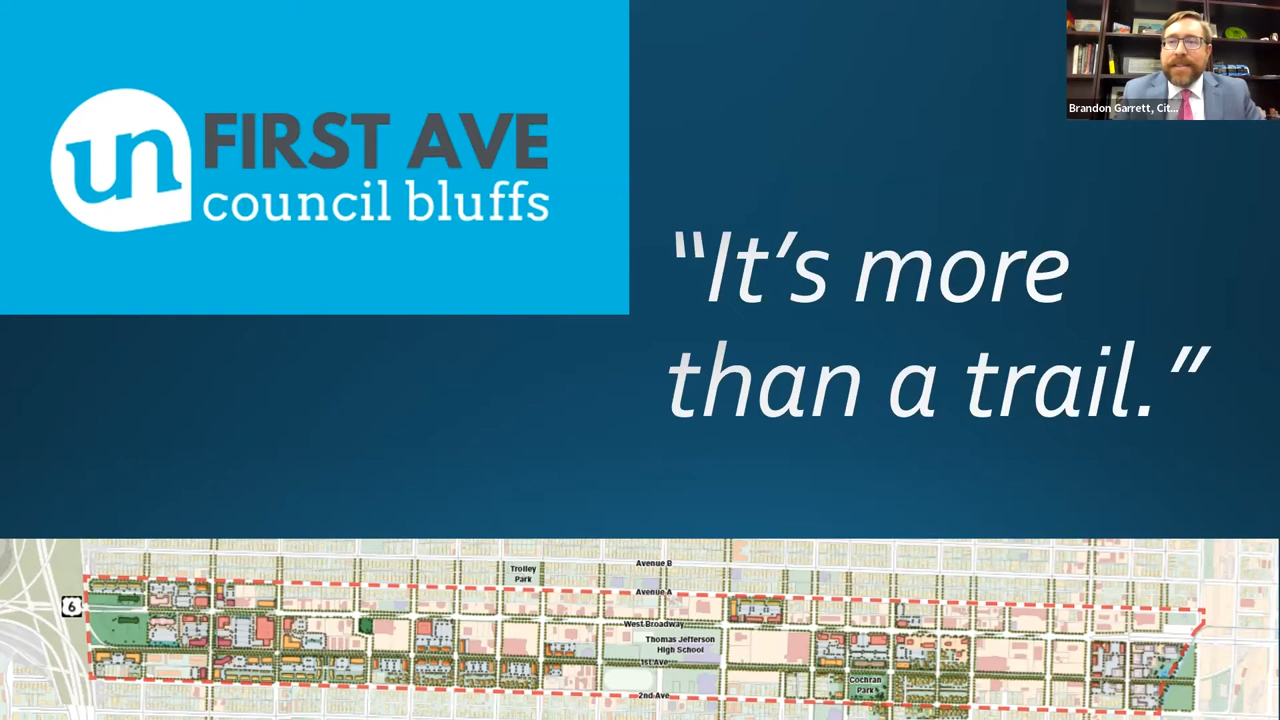 un
FIRST AVE
council bluffs
Brandon Garrett, Cit...
“It’s more
than a trail.”
Avenue B
Trolley
Park
Avenue A
6
West Broadway
Thomas Jefferson
High School
1st Ave
Cochran
Park
2nd Ave